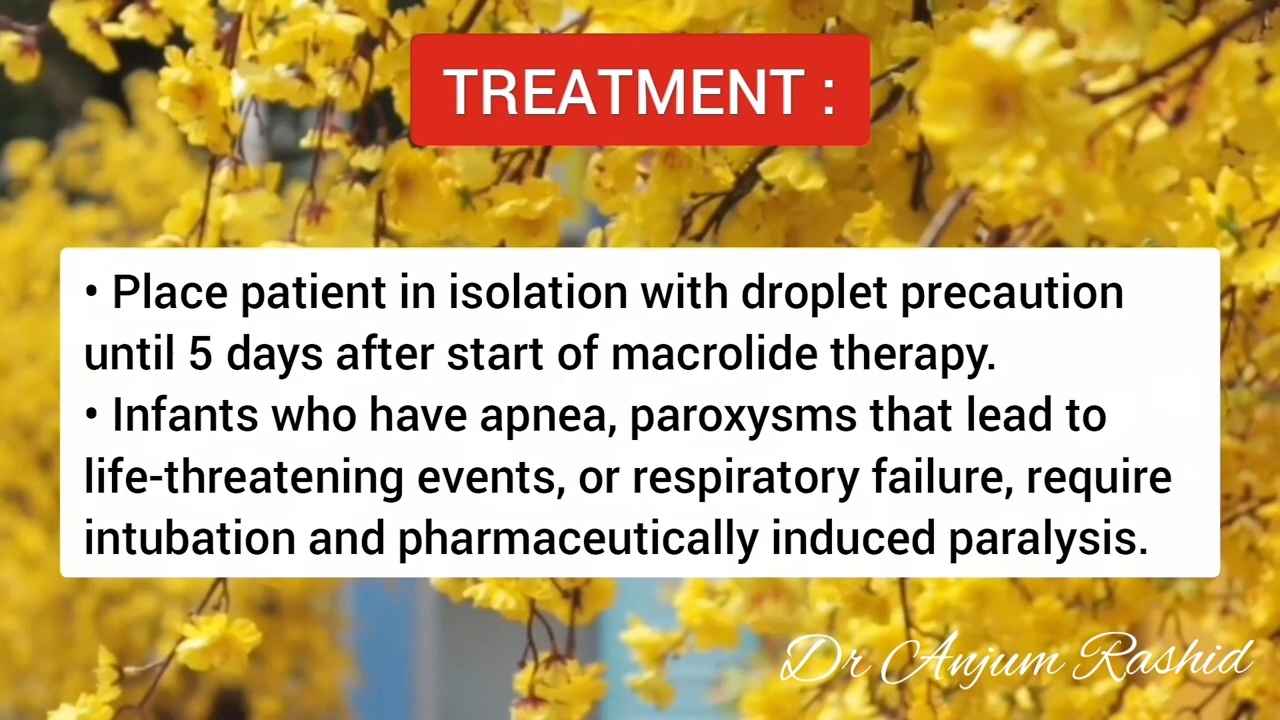 TREATMENT :
• Place patient in isolation with droplet precaution
until 5 days after start of macrolide therapy.
• Infants who have apnea, paroxysms that lead to
life-threatening events, or respiratory failure, require
intubation and pharmaceutically induced paralysis.
Dr Anjum Rashid